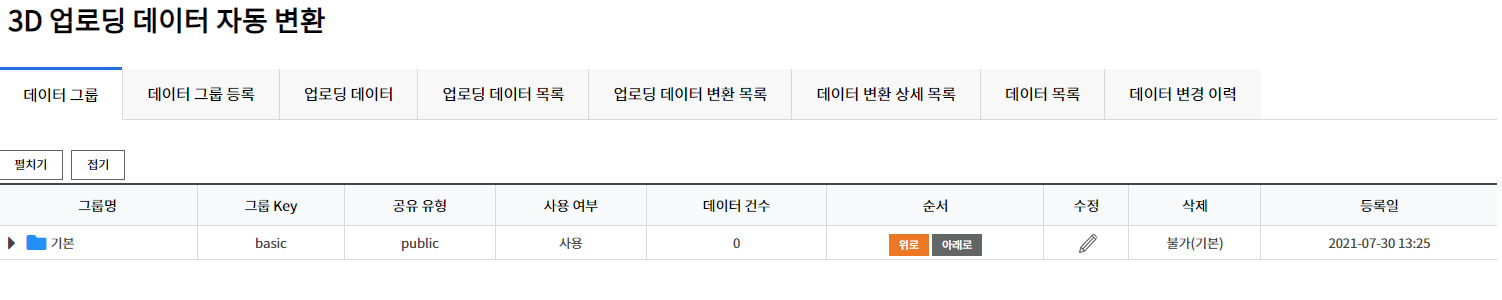 3D 업로딩 데이터 자동 변환
데이터 그룹 데이터 그룹 등록 업로딩 데이터 업로딩 데이터 목록 업로딩 데이터 변환 목록 데이터 변환 상세 목록 데이터 목록 데이터 변경 이력
펼치기 접기
그룹명 그룹 Key 공유 유형 사용 여부 데이터 건수 순서 수정 삭제 등록일
기본 basic public 사용 0 위로 아래로 불가(기본) 2021-07-30 13:25